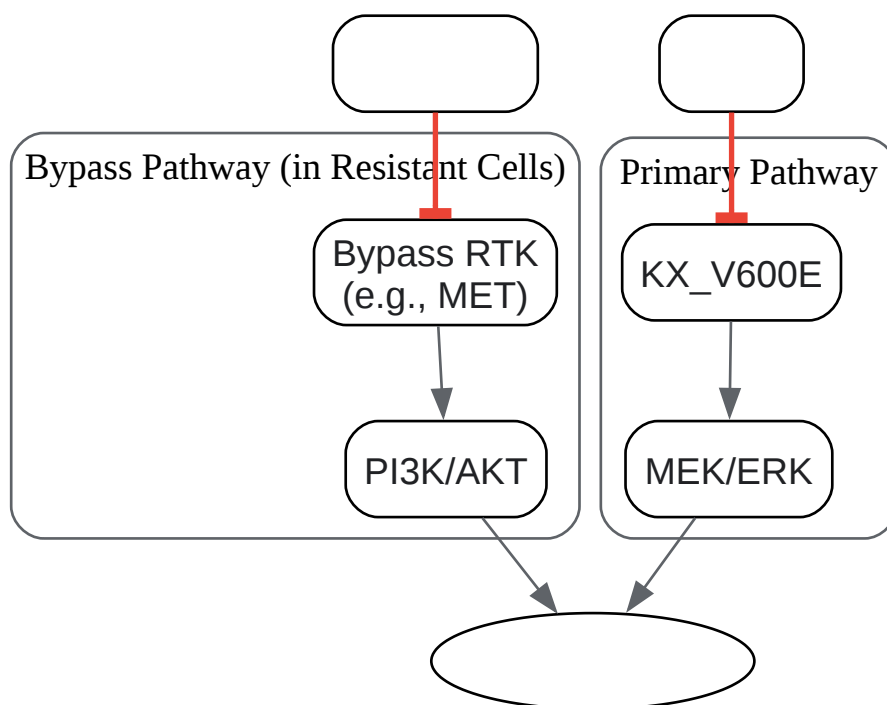 Bypass Pathway (in Resistant Cells)
Primary Pathway
Bypass RTK
(e.g., MET)
KX_V600E
PI3K/AKT
MEK/ERK